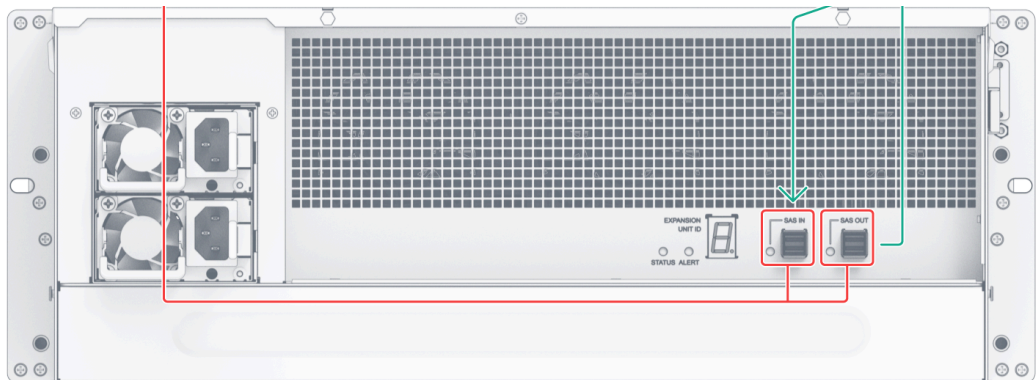 EXPANSION
UNIT ID
STATUS ALERT
SAS IN
SAS OUT